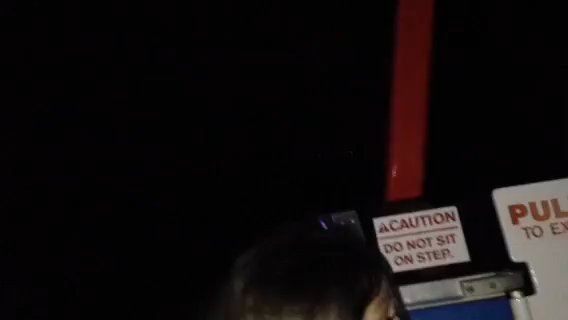 CAUTION
DO NOT SIT
ON STEP.
PUL
TO EX